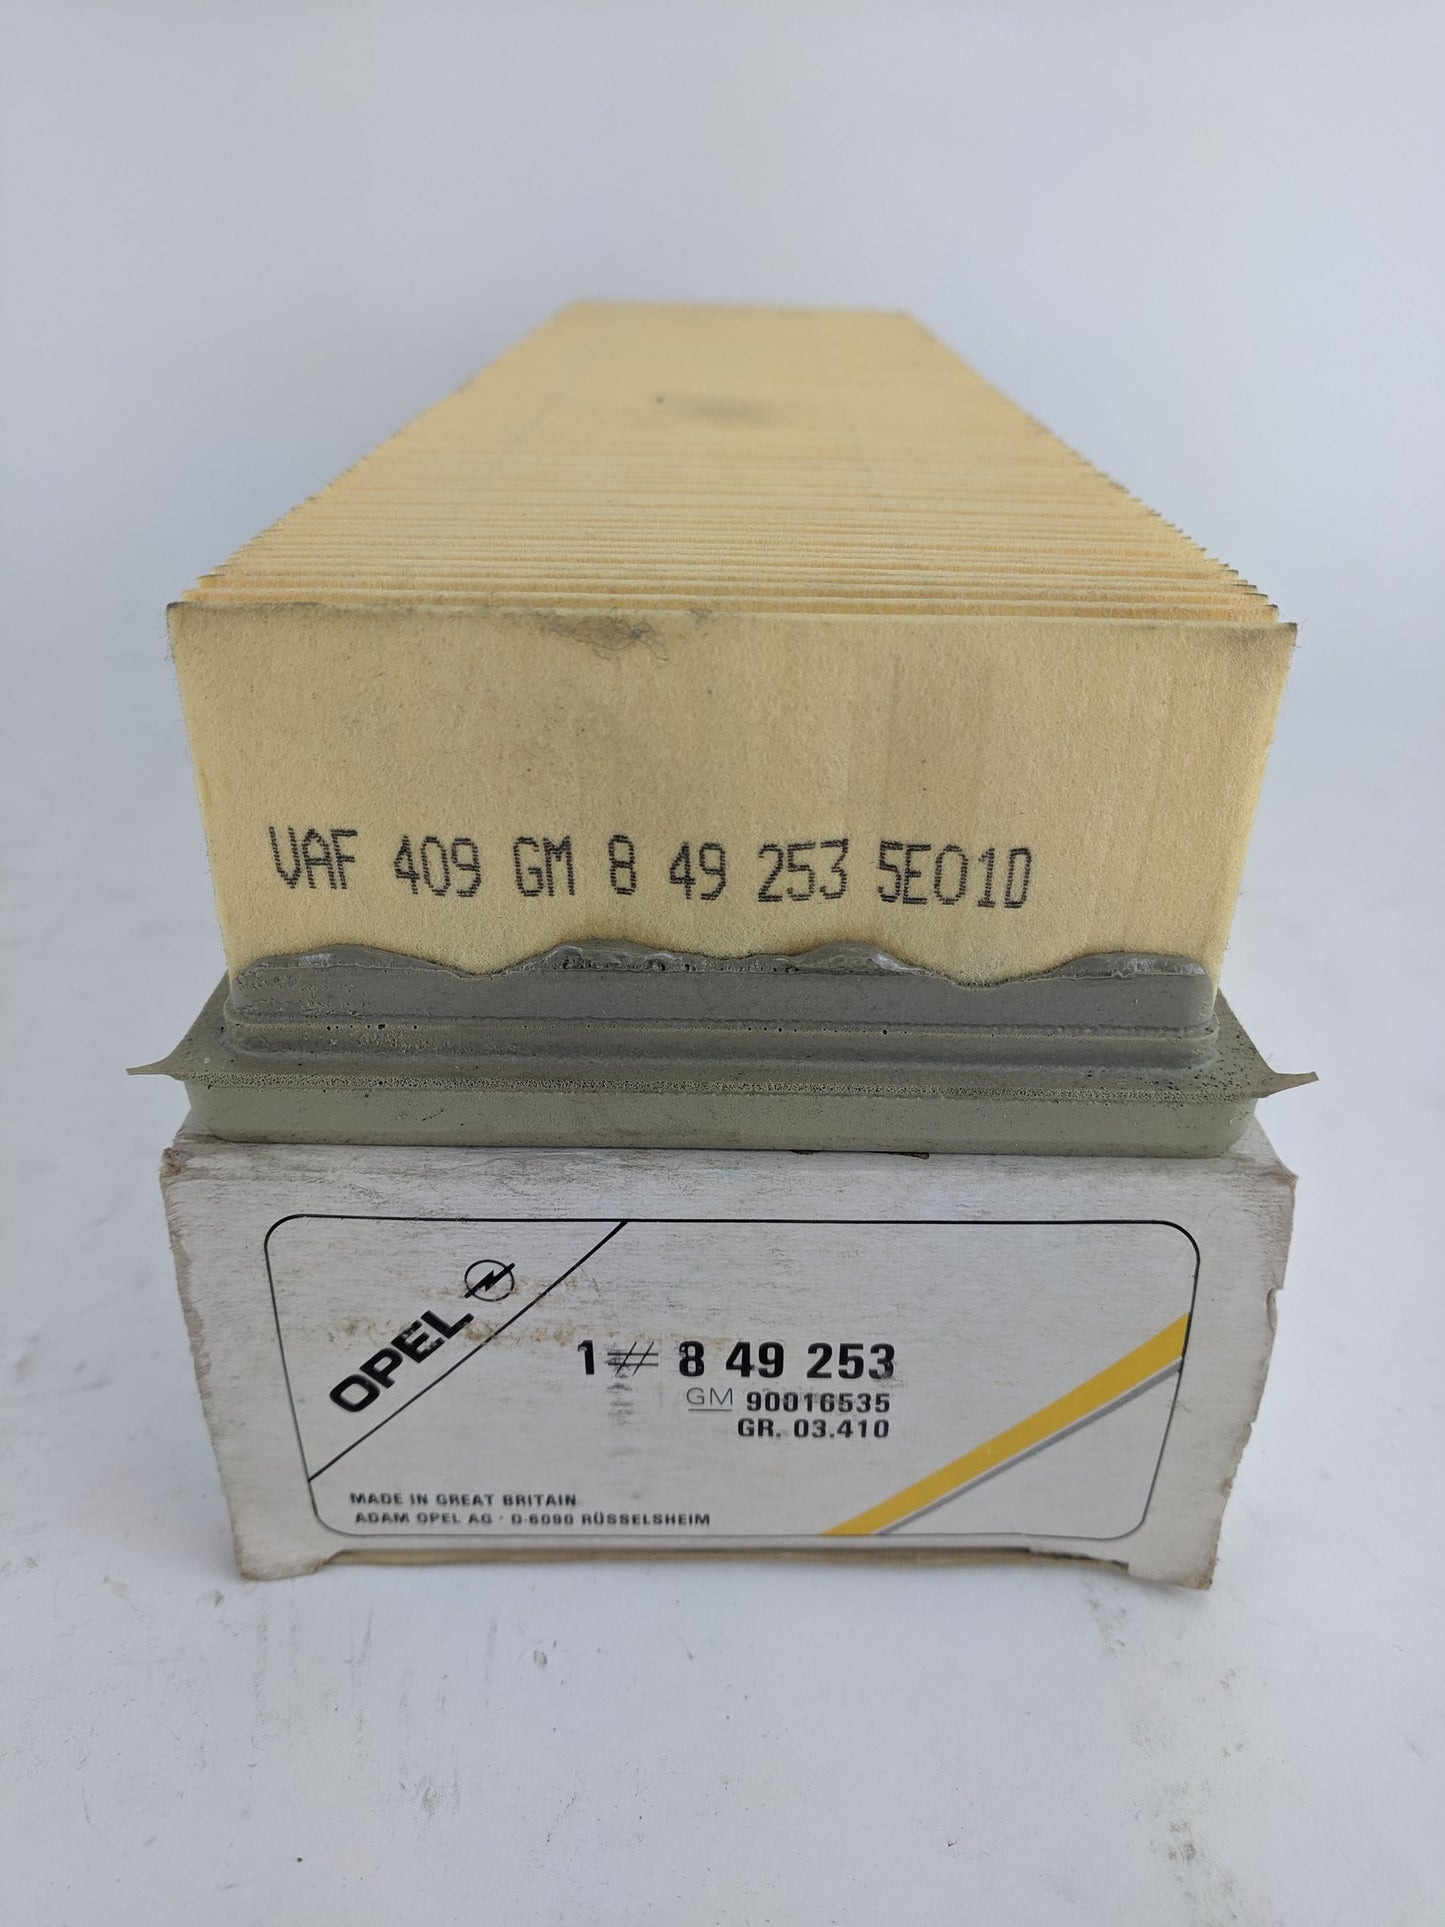 VAF 409 GM 8 49 253 5E01D
OPEL
1 # 8 49 253
GM 90016535
GR. 03.410
MADE IN GREAT BRITAIN
ADAM OPEL AG · D-6090 RÜSSELSHEIM